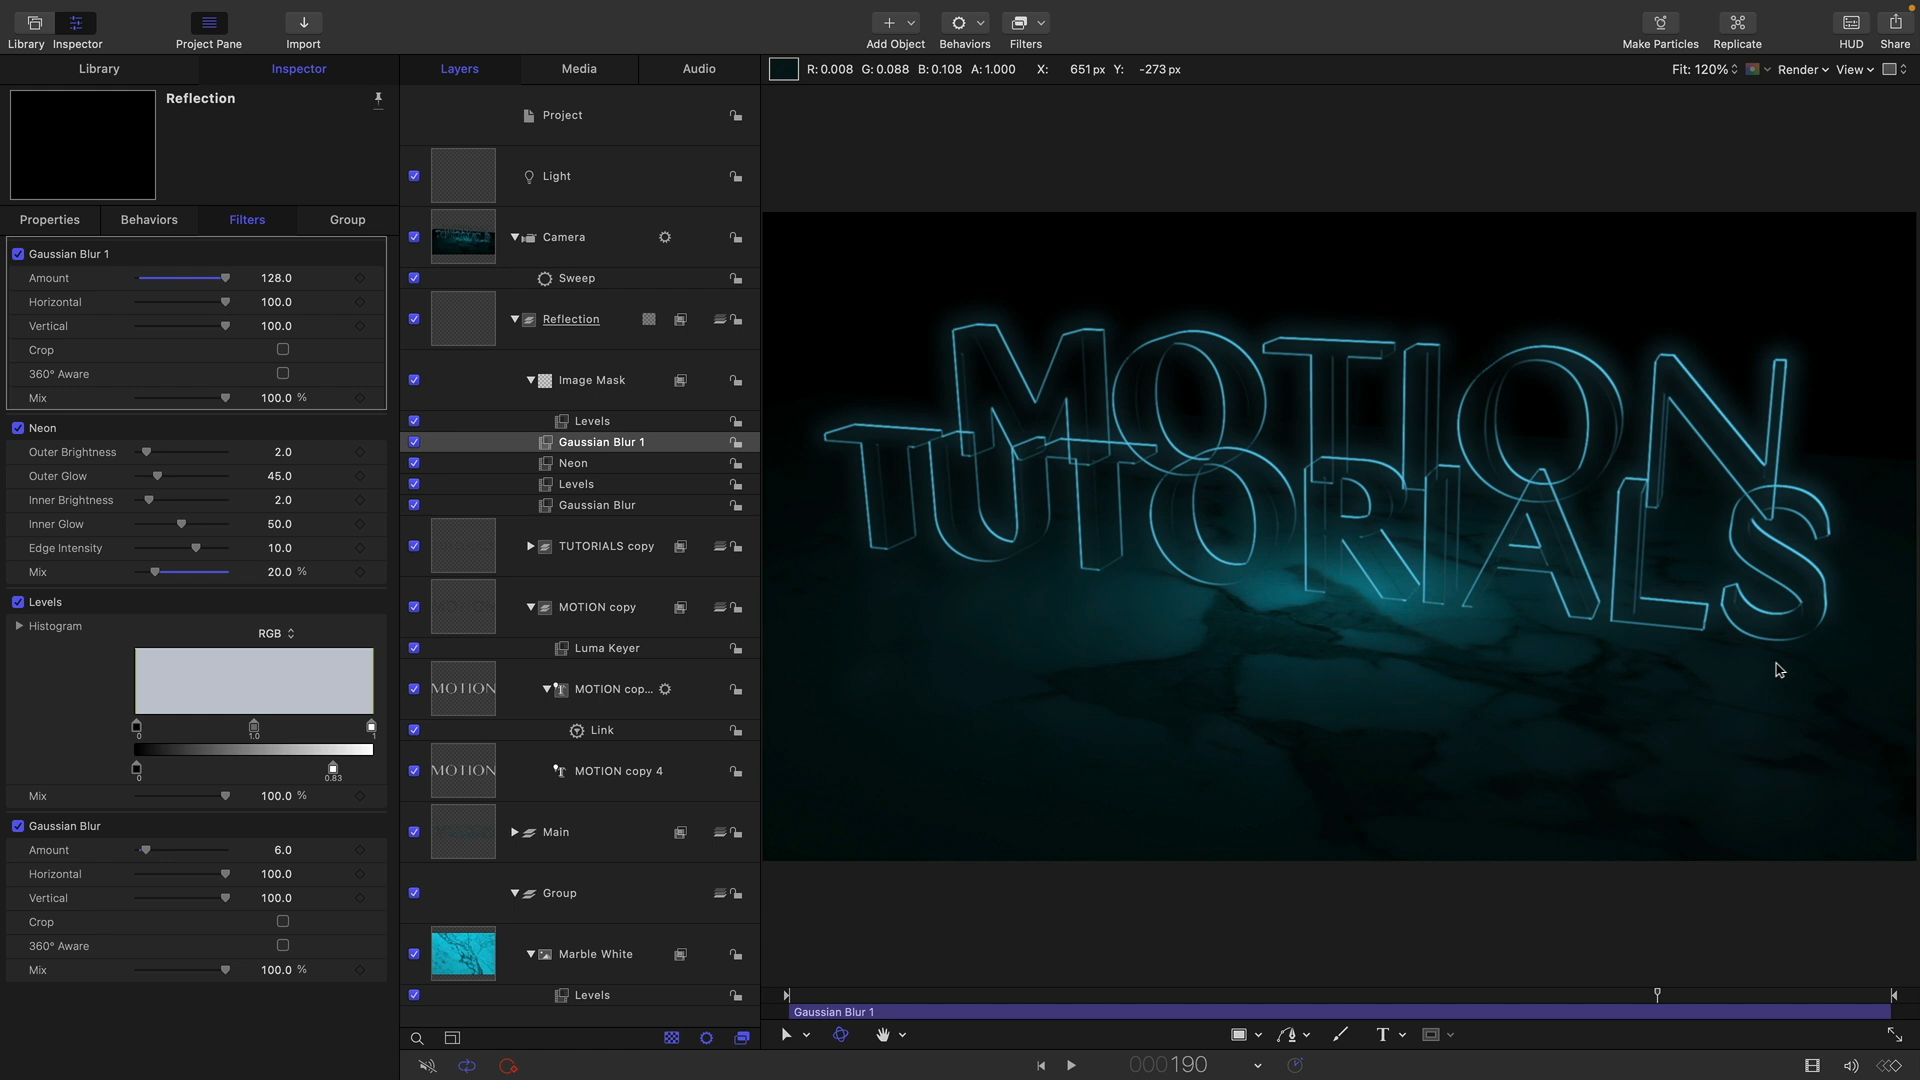 Library Inspector Project Pane Import Add Object Behaviors Filters Make Particles Replicate HUD Share
Library Inspector Layers Media Audio R:0.008 G:0.088 B:0.108 A:1.000 X: 651 px Y: -273 px Fit: 120% Render View
Reflection
Properties Behaviors Filters Group
Gaussian Blur 1
Amount 128.0
Horizontal 100.0
Vertical 100.0
Crop
360° Aware
Mix 100.0 %
Neon
Outer Brightness 2.0
Outer Glow 45.0
Inner Brightness 2.0
Inner Glow 50.0
Edge Intensity 10.0
Mix 20.0 %
Levels
Histogram
RGB
0 1.0 1
0 0.83
Mix 100.0 %
Gaussian Blur
Amount 6.0
Horizontal 100.0
Vertical 100.0
Crop
360° Aware
Mix 100.0 %
Project
Light
Camera
Sweep
Reflection
Image Mask
Levels
Gaussian Blur 1
Neon
Levels
Gaussian Blur
TUTORIALS copy
MOTION copy
Luma Keyer
MOTION
MOTION cop...
Link
MOTION
MOTION copy 4
Main
Group
Marble White
Levels
MOTION
TUTORIALS
Gaussian Blur 1
T
000190